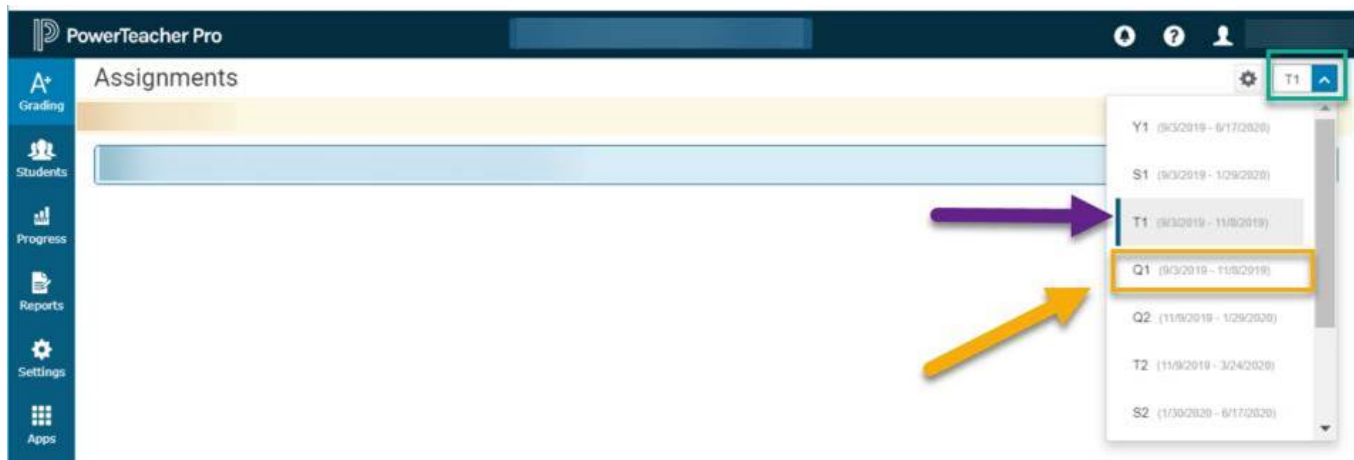 PowerTeacher Pro
Assignments
T1
A+
Grading
Students
Progress
Reports
Settings
Apps
Y1 (9/3/2019 - 6/17/2020)
S1 (9/3/2019 - 1/29/2020)
T1 (9/3/2019 - 11/8/2019)
Q1 (9/3/2019 - 11/8/2019)
Q2 (11/9/2019 - 1/29/2020)
T2 (11/9/2019 - 3/24/2020)
S2 (1/30/2020 - 6/17/2020)